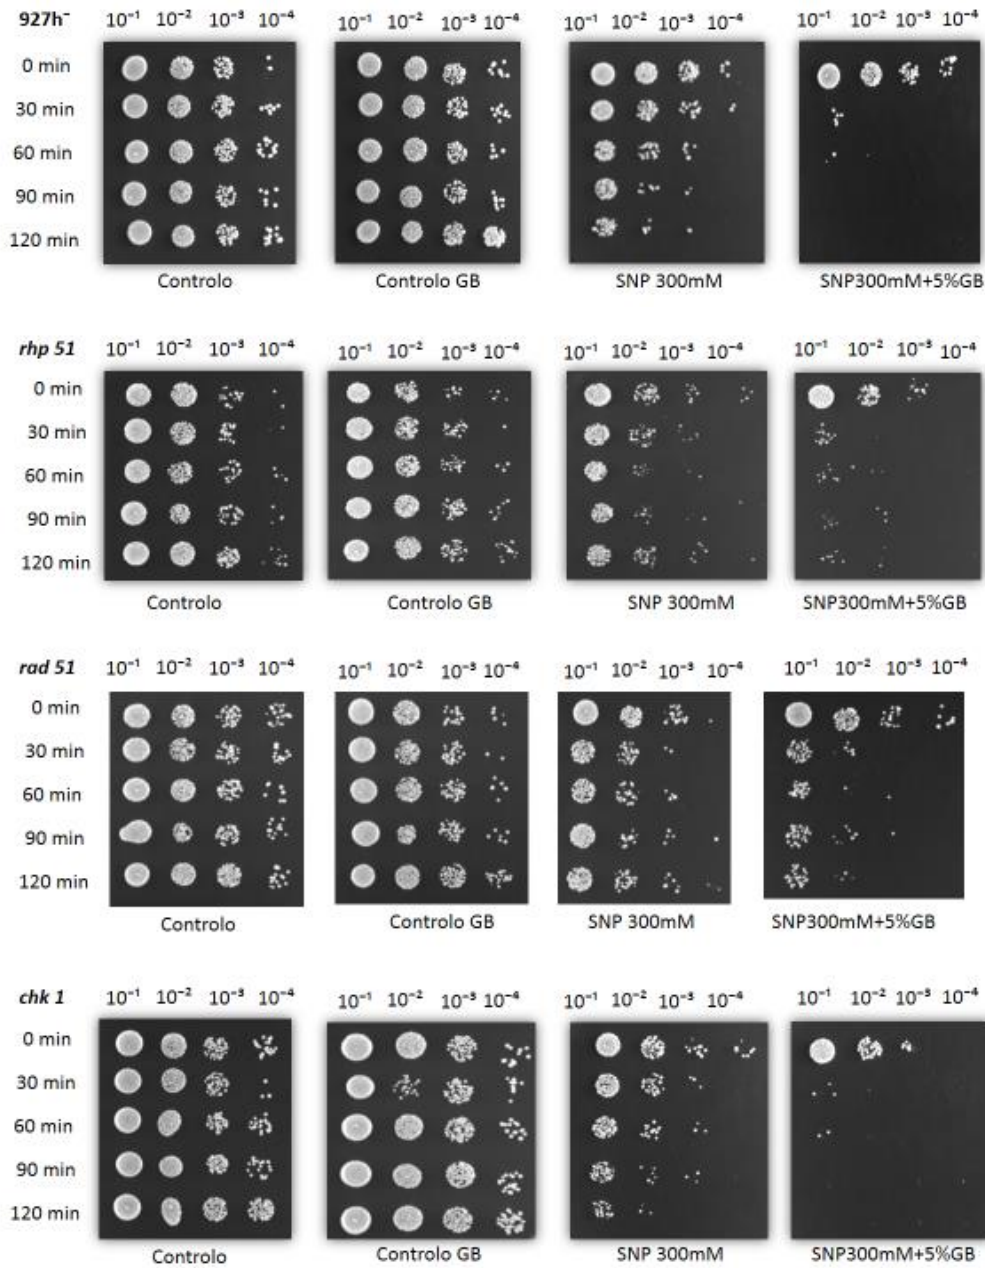 927h⁻ 10⁻¹ 10⁻² 10⁻³ 10⁻⁴ 10⁻¹ 10⁻² 10⁻³ 10⁻⁴ 10⁻¹ 10⁻² 10⁻³ 10⁻⁴ 10⁻¹ 10⁻² 10⁻³ 10⁻⁴
0 min
30 min
60 min
90 min
120 min
Controlo Controlo GB SNP 300mM SNP300mM+5%GB
rhp 51 10⁻¹ 10⁻² 10⁻³ 10⁻⁴ 10⁻¹ 10⁻² 10⁻³ 10⁻⁴ 10⁻¹ 10⁻² 10⁻³ 10⁻⁴ 10⁻¹ 10⁻² 10⁻³ 10⁻⁴
0 min
30 min
60 min
90 min
120 min
Controlo Controlo GB SNP 300mM SNP300mM+5%GB
rad 51 10⁻¹ 10⁻² 10⁻³ 10⁻⁴ 10⁻¹ 10⁻² 10⁻³ 10⁻⁴ 10⁻¹ 10⁻² 10⁻³ 10⁻⁴ 10⁻¹ 10⁻² 10⁻³ 10⁻⁴
0 min
30 min
60 min
90 min
120 min
Controlo Controlo GB SNP 300mM SNP300mM+5%GB
chk 1 10⁻¹ 10⁻² 10⁻³ 10⁻⁴ 10⁻¹ 10⁻² 10⁻³ 10⁻⁴ 10⁻¹ 10⁻² 10⁻³ 10⁻⁴ 10⁻¹ 10⁻² 10⁻³ 10⁻⁴
0 min
30 min
60 min
90 min
120 min
Controlo Controlo GB SNP 300mM SNP300mM+5%GB